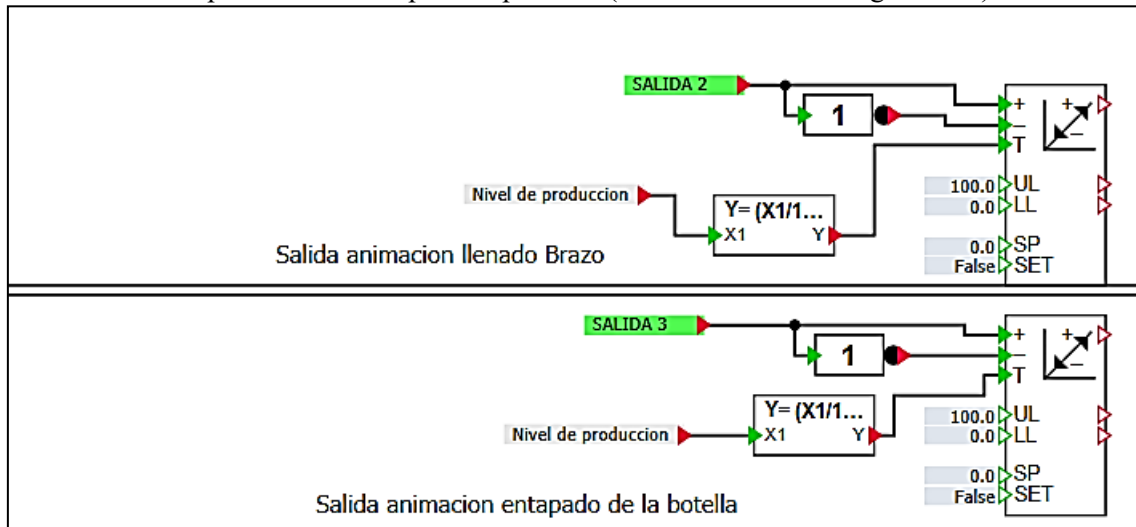 SALIDA 2
+
+
1
–
–
T
100.0 UL
Nivel de produccion
Y= (X1/1...
0.0 LL
X1 Y
0.0 SP
Salida animacion llenado Brazo
False SET
SALIDA 3
+
+
1
–
–
T
Y= (X1/1...
100.0 UL
Nivel de produccion
X1 Y
0.0 LL
0.0 SP
Salida animacion entapado de la botella
False SET